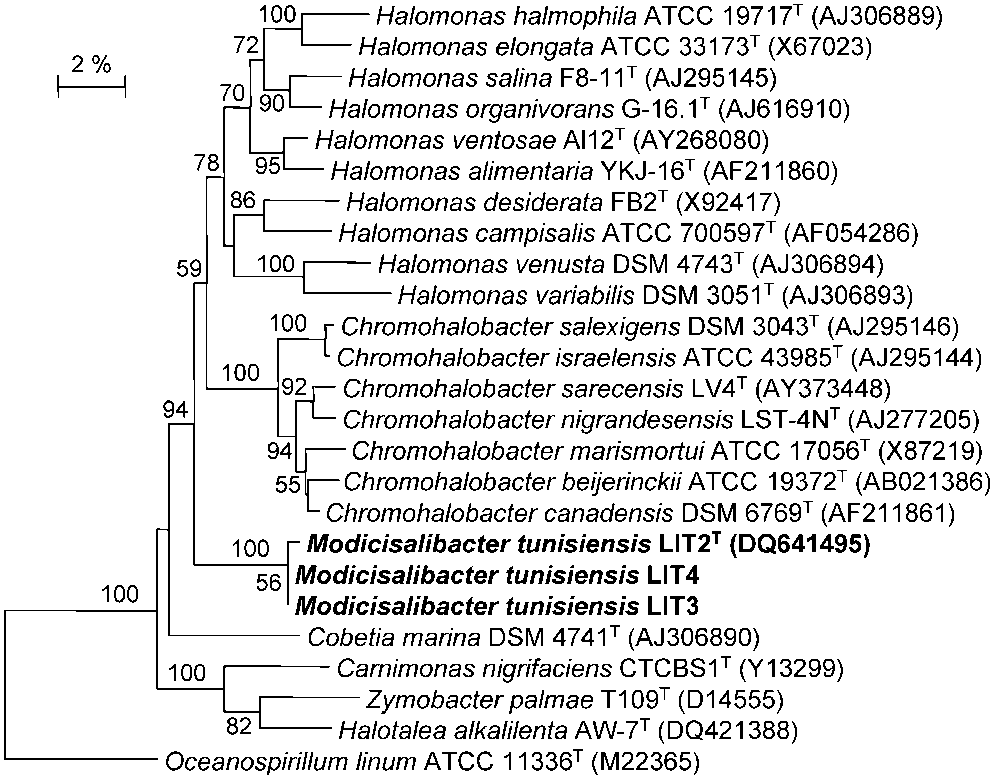 100
Halomonas halmophila ATCC 19717T (AJ306889)
72
Halomonas elongata ATCC 33173T (X67023)
2 %
Halomonas salina F8-11T (AJ295145)
70
90
Halomonas organivorans G-16.1T (AJ616910)
Halomonas ventosae Al12T (AY268080)
78
95
Halomonas alimentaria YKJ-16T (AF211860)
86
Halomonas desiderata FB2T (X92417)
Halomonas campisalis ATCC 700597T (AF054286)
59
100
Halomonas venusta DSM 4743T (AJ306894)
Halomonas variabilis DSM 3051T (AJ306893)
100
Chromohalobacter salexigens DSM 3043T (AJ295146)
Chromohalobacter israelensis ATCC 43985T (AJ295144)
100
92
Chromohalobacter sarecensis LV4T (AY373448)
94
Chromohalobacter nigrandesensis LST-4NT (AJ277205)
94
Chromohalobacter marismortui ATCC 17056T (X87219)
55
Chromohalobacter beijerinckii ATCC 19372T (AB021386)
Chromohalobacter canadensis DSM 6769T (AF211861)
100
Modicisalibacter tunisiensis LIT2T (DQ641495)
56
Modicisalibacter tunisiensis LIT4
100
Modicisalibacter tunisiensis LIT3
Cobetia marina DSM 4741T (AJ306890)
100
Carnimonas nigrifaciens CTCBS1T (Y13299)
Zymobacter palmae T109T (D14555)
82
Halotalea alkalilenta AW-7T (DQ421388)
Oceanospirillum linum ATCC 11336T (M22365)